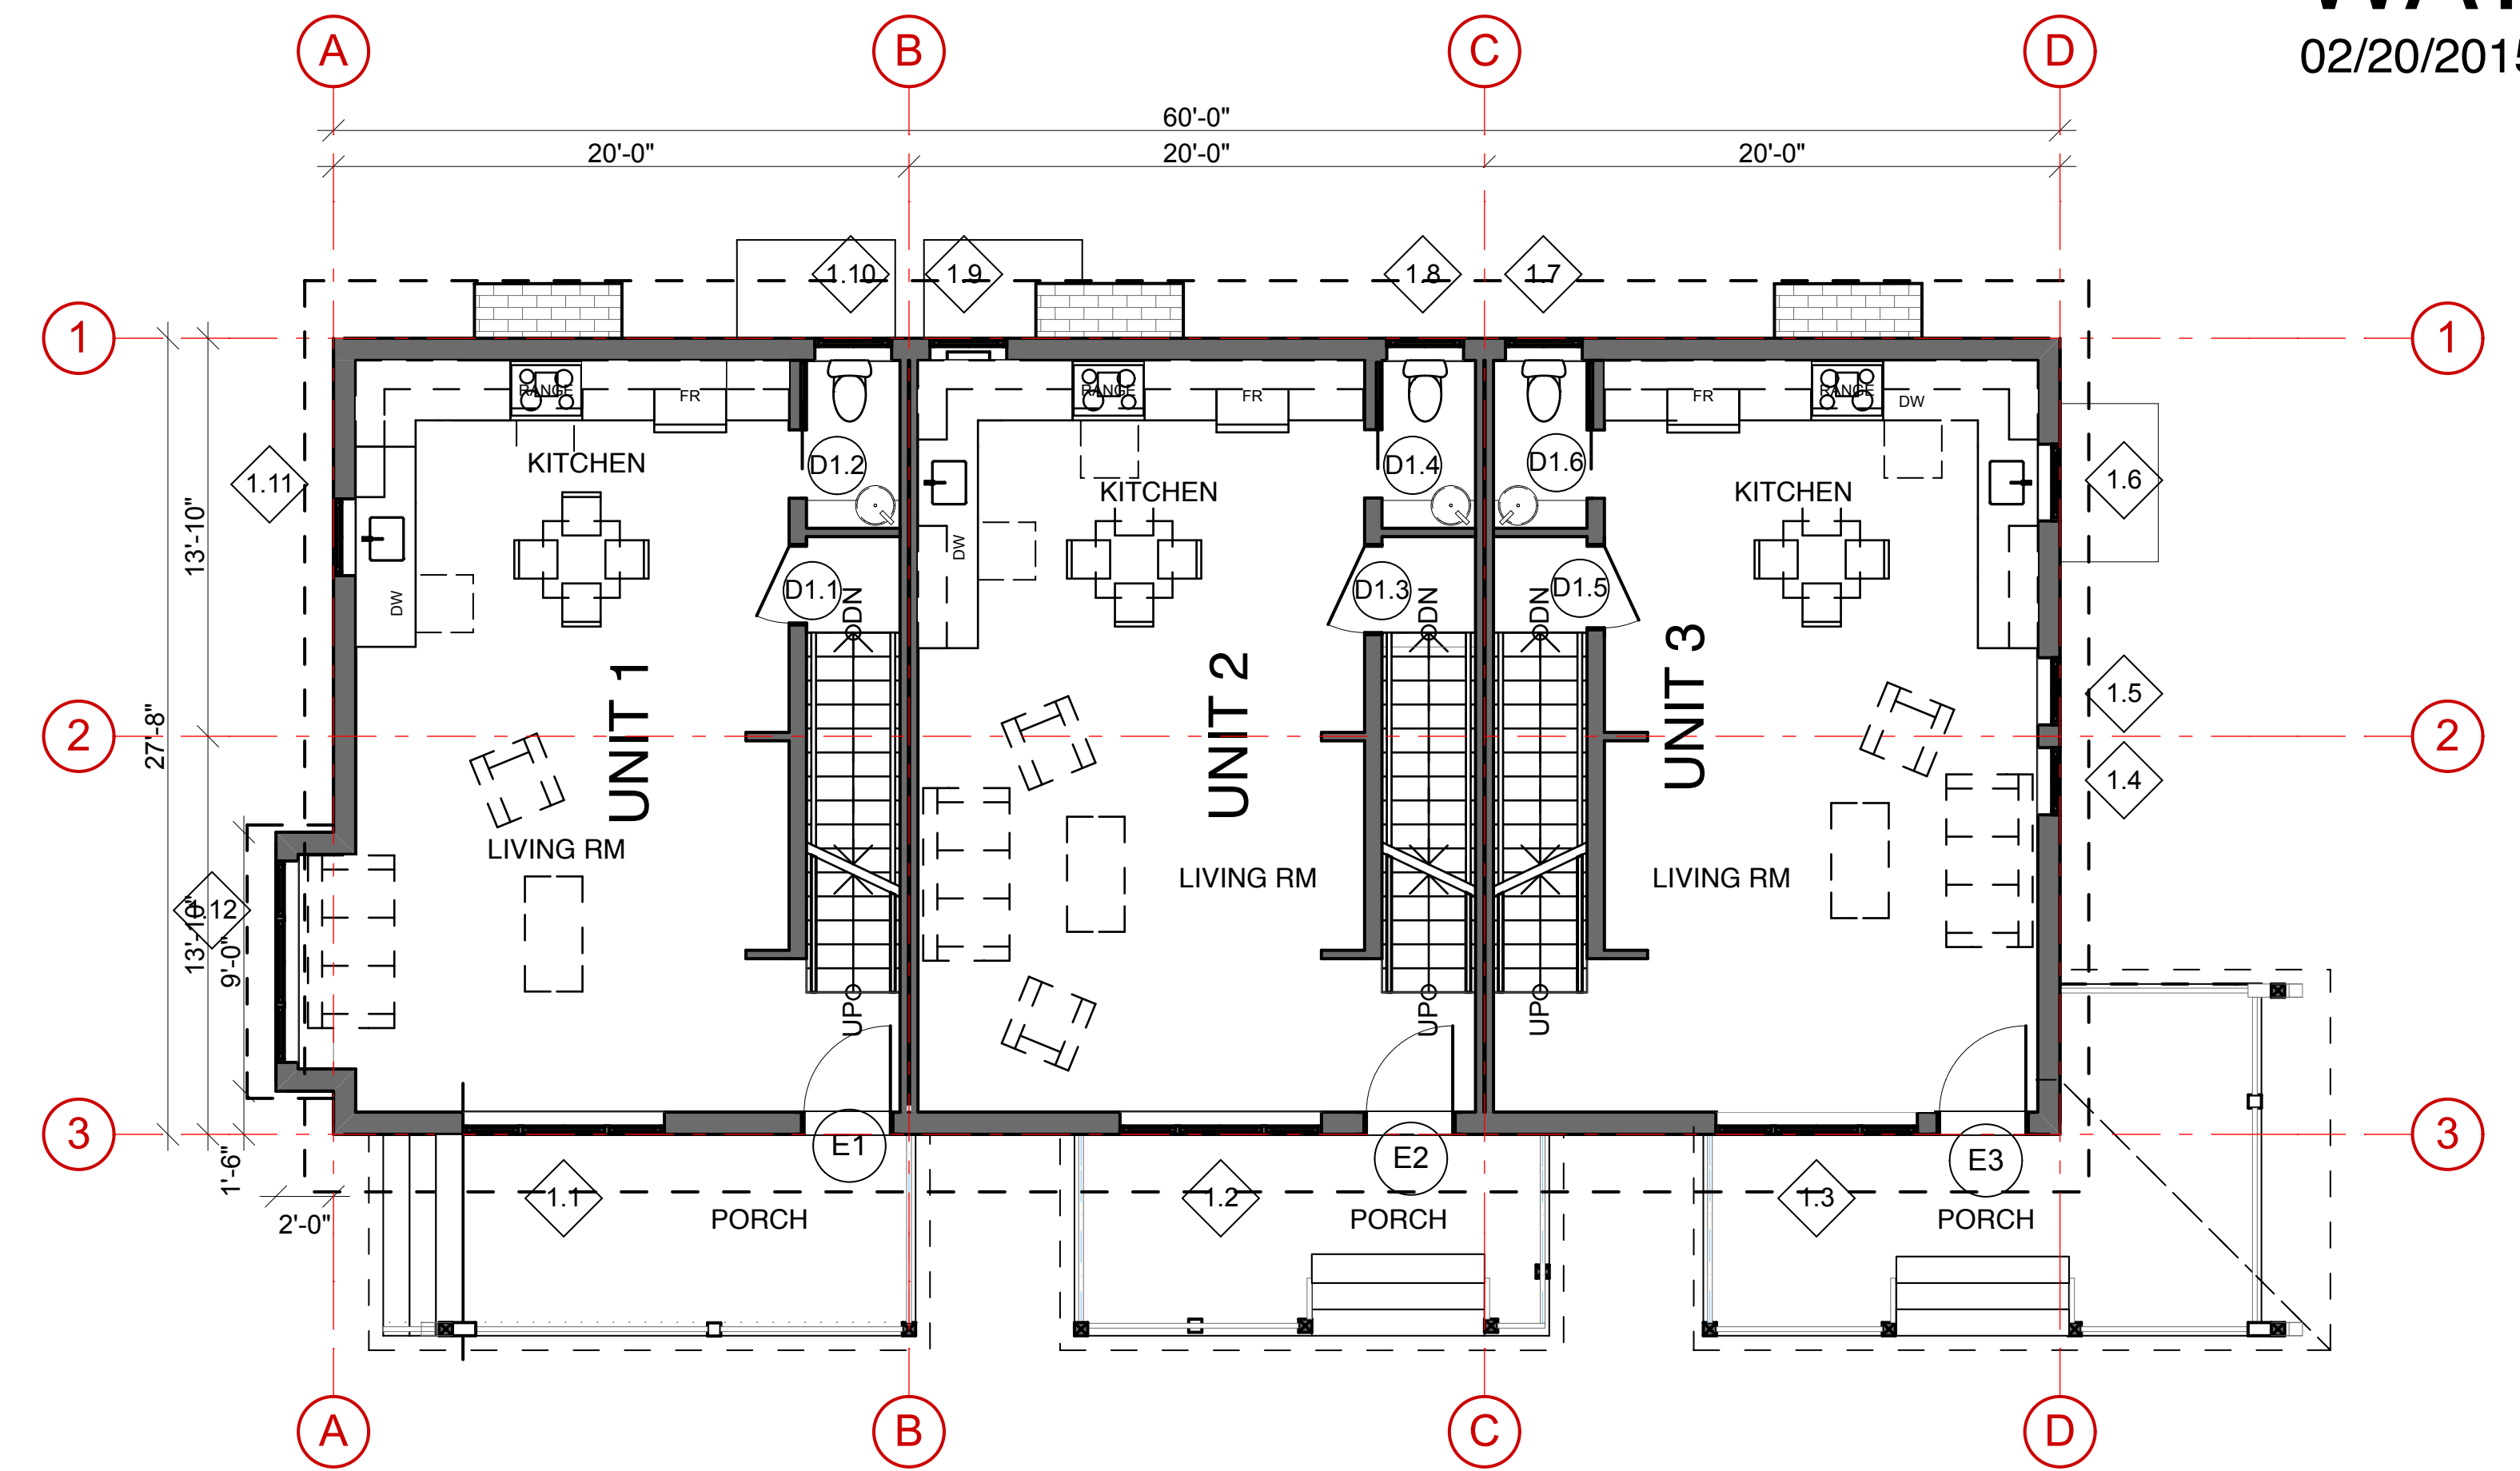 A
B
C
D
02/20/2015
60'-0"
20'-0"
20'-0"
20'-0"
1.10
1.9
1.8
1.7
1
1
RANGE
FR
RANGE
FR
FR
RANGE
DW
KITCHEN
D1.2
D1.4
D1.6
1.11
KITCHEN
KITCHEN
1.6
13'-10"
DW
D1.1
DN
DW
D1.3
DN
DN
D1.5
UNIT 1
UNIT 2
UNIT 3
1.5
27'-8"
2
2
1.4
LIVING RM
LIVING RM
LIVING RM
1.12
13'-10"
9'-0"
UP
UP
UP
3
3
1'-6"
E1
E2
E3
2'-0"
1.1
1.2
1.3
PORCH
PORCH
PORCH
A
B
C
D